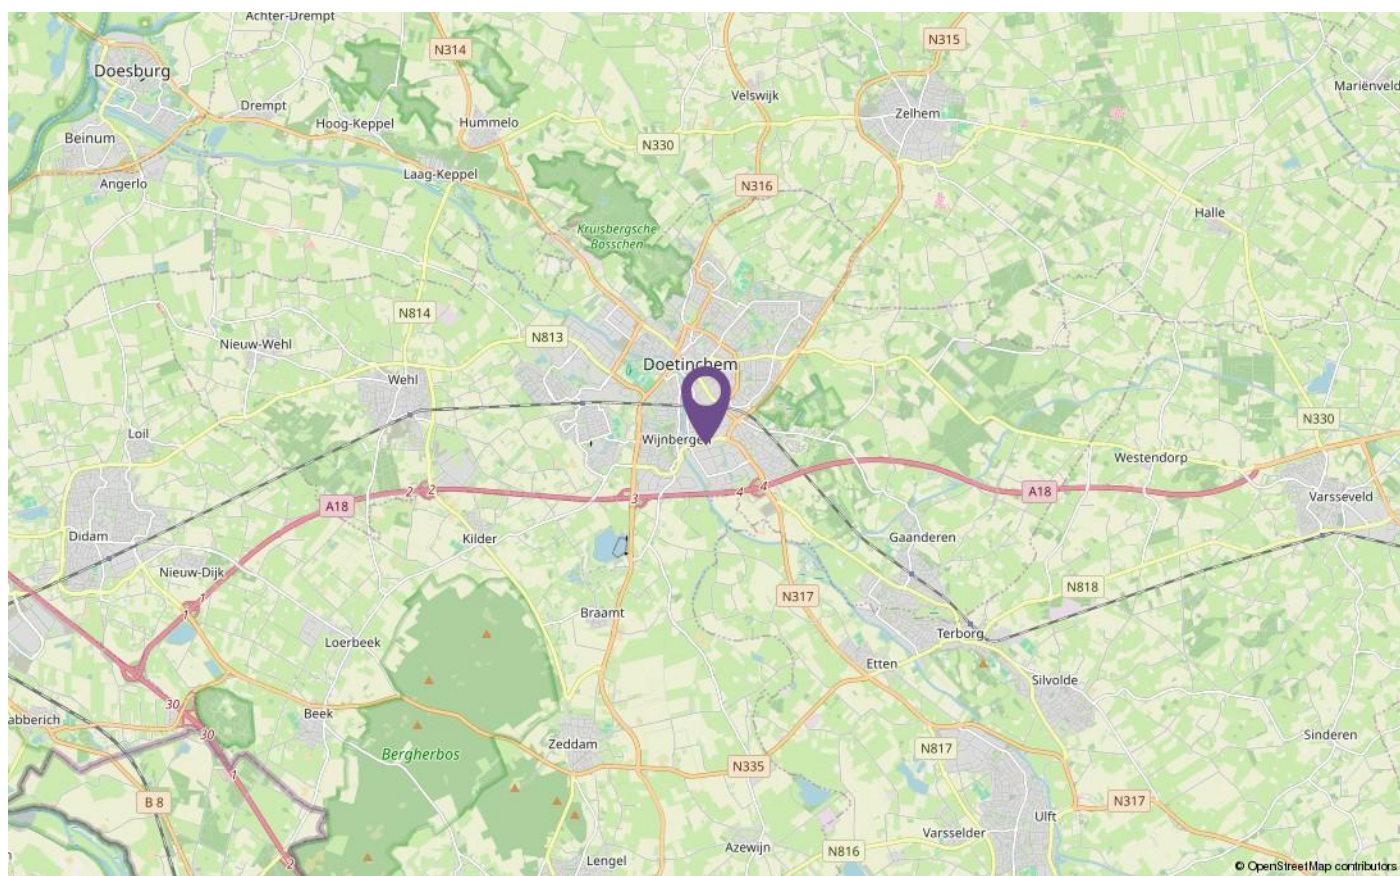 Achter-Drempt
N314
N315
Doesburg
Mariënveld
Velswijk
Drempt
Zelhem
Hoog-Keppel
Hummelo
Beinum
N330
Laag-Keppel
Angerlo
N316
Halle
Kruisbergsche
Bosschen
N814
N813
Nieuw-Wehl
Doetinchem
Wehl
N330
Loil
Wijnbergen
Westendorp
A18
2
2
3
4
4
A18
Varsseveld
Didam
Kilder
Gaanderen
Nieuw-Dijk
N818
1
1
N317
Braamt
Terborg
Loerbeek
Etten
Silvolde
30
Beek
abberich
30
Sinderen
Zeddam
Bergherbos
N817
N335
1
B 8
N317
Ulft
Varsselder
Azewijn
N816
Lengel
2
© OpenStreetMap contributors